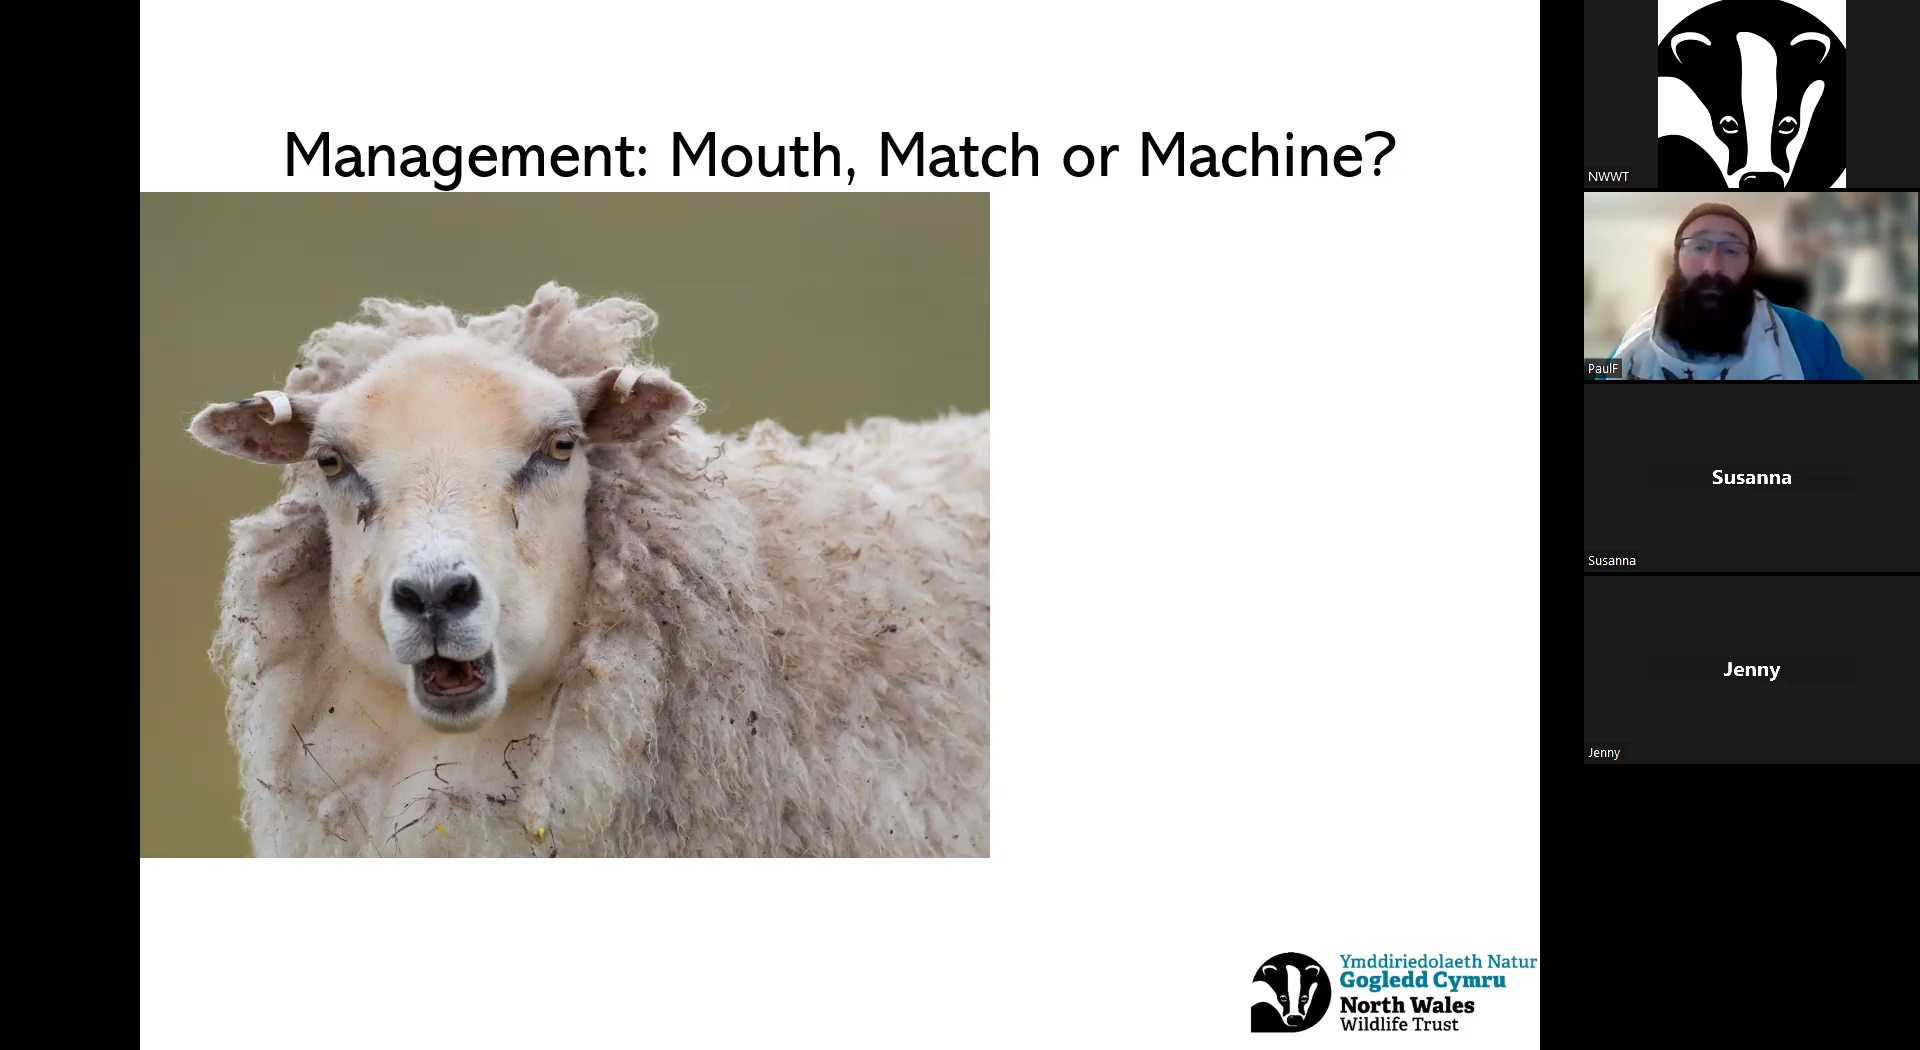 Management: Mouth, Match or Machine?
Ymddiriedolaeth Natur
Gogledd Cymru
North Wales
Wildlife Trust
NWWT
PaulF
Susanna
Susanna
Jenny
Jenny